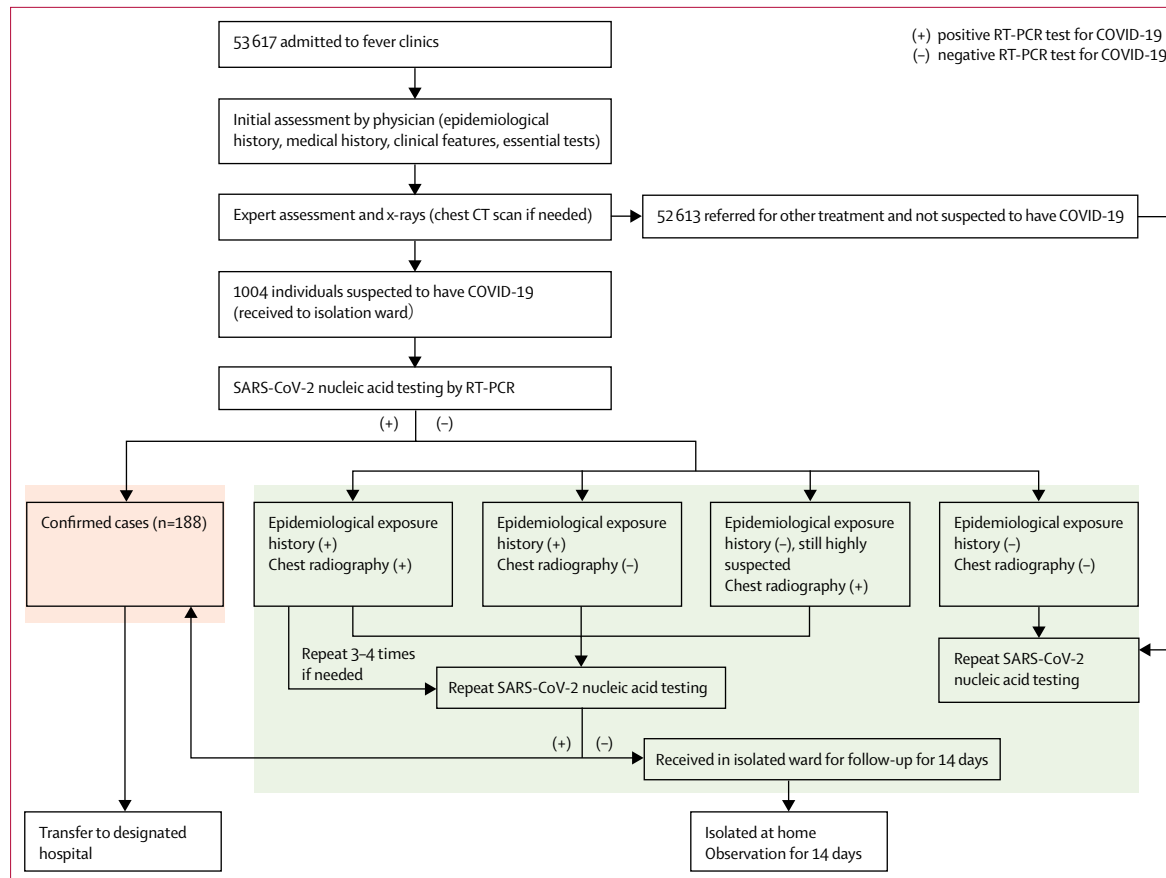 53 617 admitted to fever clinics
(+) positive RT-PCR test for COVID-19
(–) negative RT-PCR test for COVID-19
Initial assessment by physician (epidemiological
history, medical history, clinical features, essential tests)
Expert assessment and x-rays (chest CT scan if needed)
52 613 referred for other treatment and not suspected to have COVID-19
1004 individuals suspected to have COVID-19
(received to isolation ward)
SARS-CoV-2 nucleic acid testing by RT-PCR
(+) (–)
Confirmed cases (n=188)
Epidemiological exposure
history (+)
Chest radiography (+)
Epidemiological exposure
history (+)
Chest radiography (–)
Epidemiological exposure
history (–), still highly
suspected
Chest radiography (+)
Epidemiological exposure
history (–)
Chest radiography (–)
Repeat 3–4 times
if needed
Repeat SARS-CoV-2 nucleic acid testing
Repeat SARS-CoV-2
nucleic acid testing
(+) (–)
Received in isolated ward for follow-up for 14 days
Transfer to designated
hospital
Isolated at home
Observation for 14 days